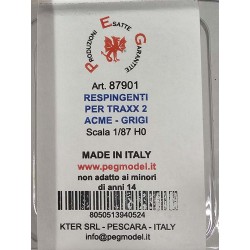 PRODUZIONI ESATTE GARANTITE
Art. 87901
RESPINGENTI
PER TRAXX 2
ACME - GRIGI
Scala 1/87 H0
MADE IN ITALY
www.pegmodel.it
non adatto ai minori
di anni 14
8050513940524
KTER SRL - PESCARA - ITALY
info@pegmodel.it